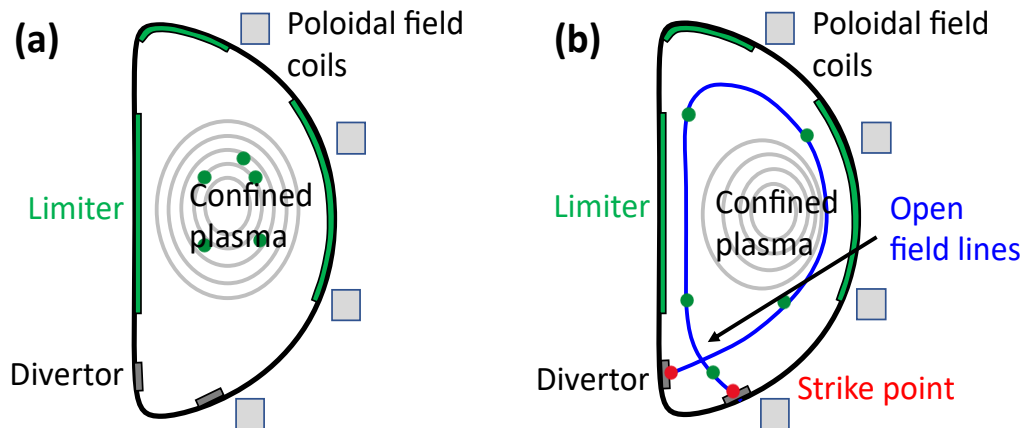 (a)
Poloidal field
coils
Limiter
Confined
plasma
Divertor
(b)
Poloidal field
coils
Limiter
Confined
plasma
Open
field lines
Divertor
Strike point